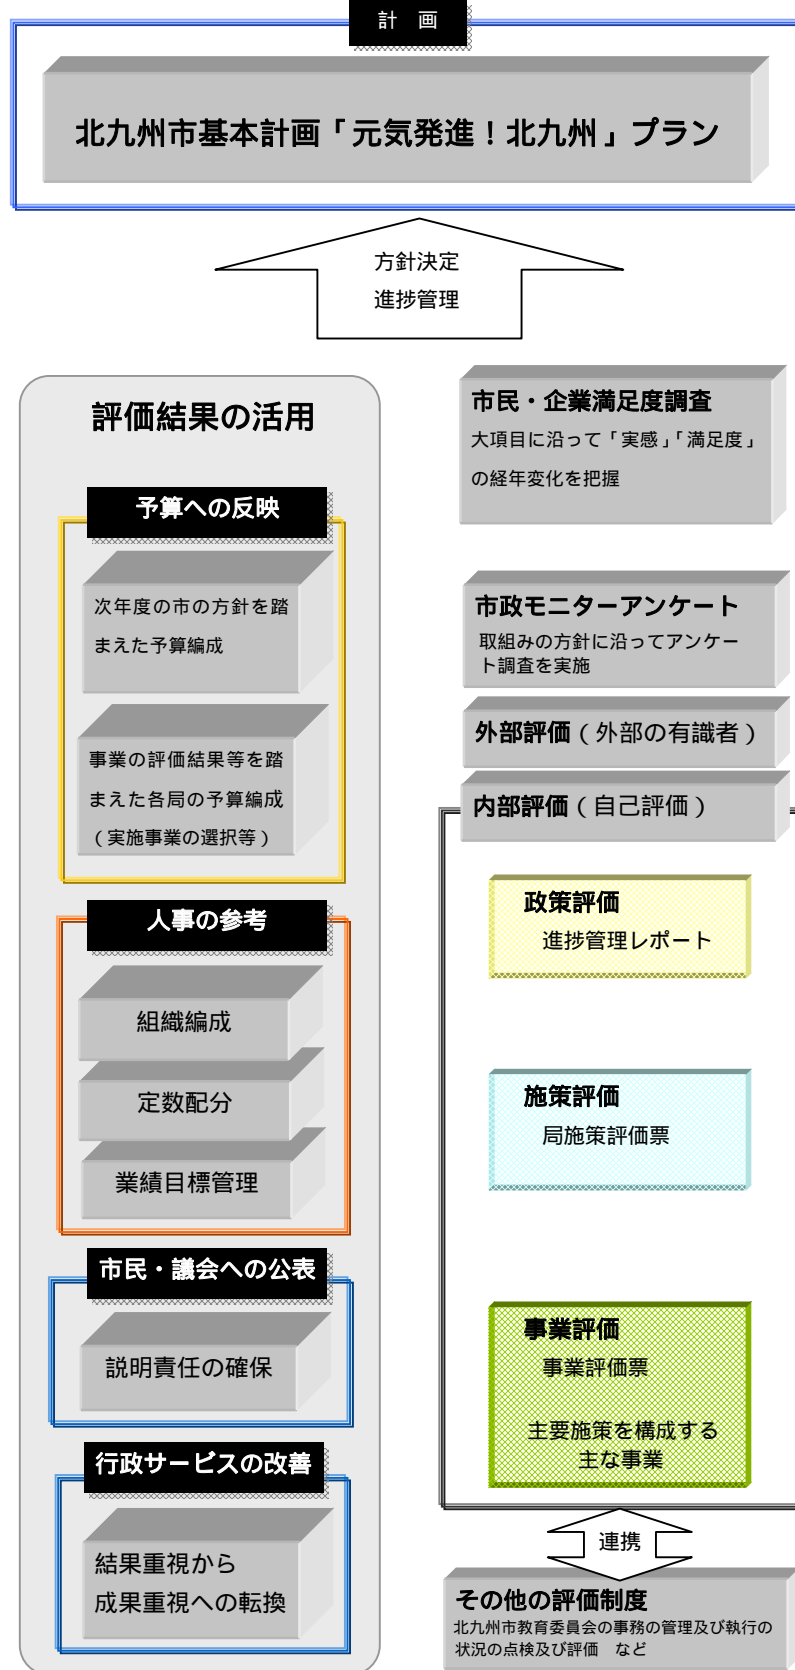 計　画
北九州市基本計画「元気発進！北九州」プラン
方針決定
進捗管理
評価結果の活用
予算への反映
次年度の市の方針を踏
まえた予算編成
事業の評価結果等を踏
まえた各局の予算編成
（実施事業の選択等）
人事の参考
組織編成
定数配分
業績目標管理
市民・議会への公表
説明責任の確保
行政サービスの改善
結果重視から
成果重視への転換
市民・企業満足度調査
大項目に沿って「実感」「満足度」
の経年変化を把握
市政モニターアンケート
取組みの方針に沿ってアンケー
ト調査を実施
外部評価（外部の有識者）
内部評価（自己評価）
政策評価
進捗管理レポート
施策評価
局施策評価票
事業評価
事業評価票
主要施策を構成する
主な事業
連携
その他の評価制度
北九州市教育委員会の事務の管理及び執行の
状況の点検及び評価　など